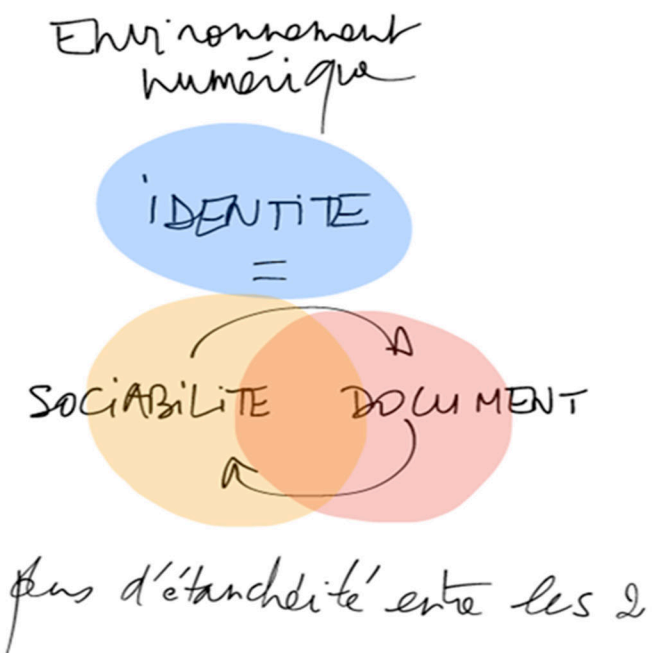 Environnement
numérique
iDENTiTE
=
SOCiABiLiTE DOCUMENT
plus d'étanchéité entre les 2